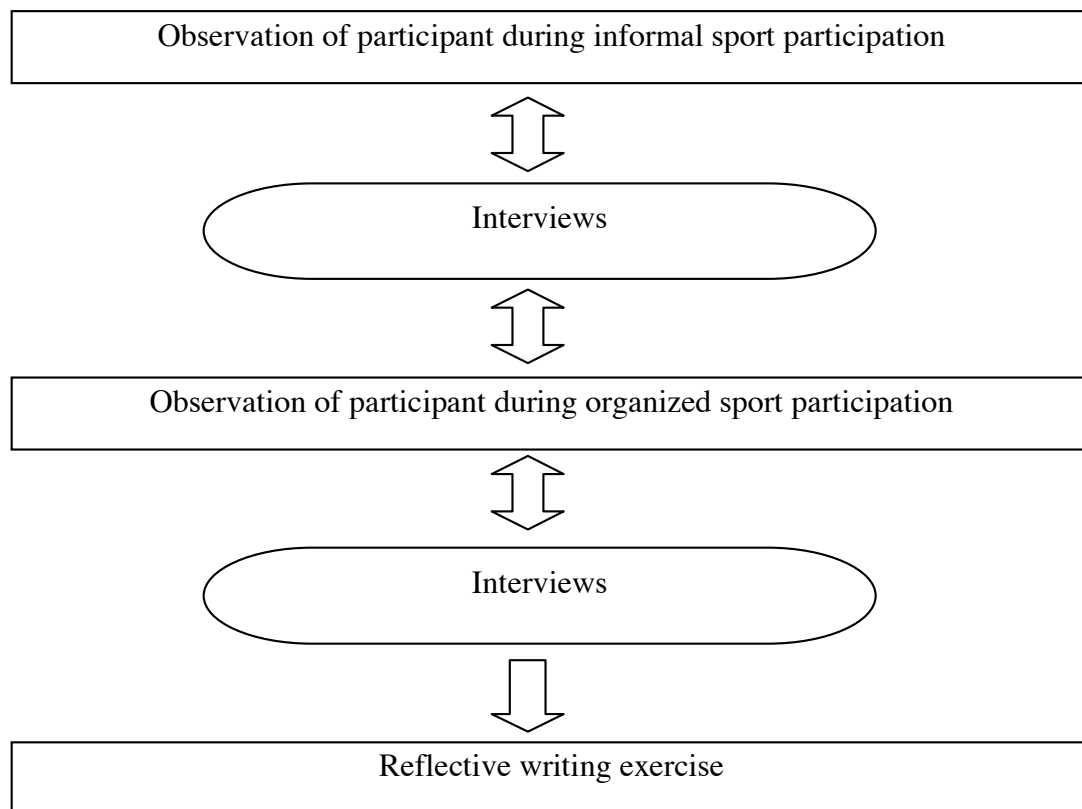 Observation of participant during informal sport participation
Interviews
Observation of participant during organized sport participation
Interviews
Reflective writing exercise